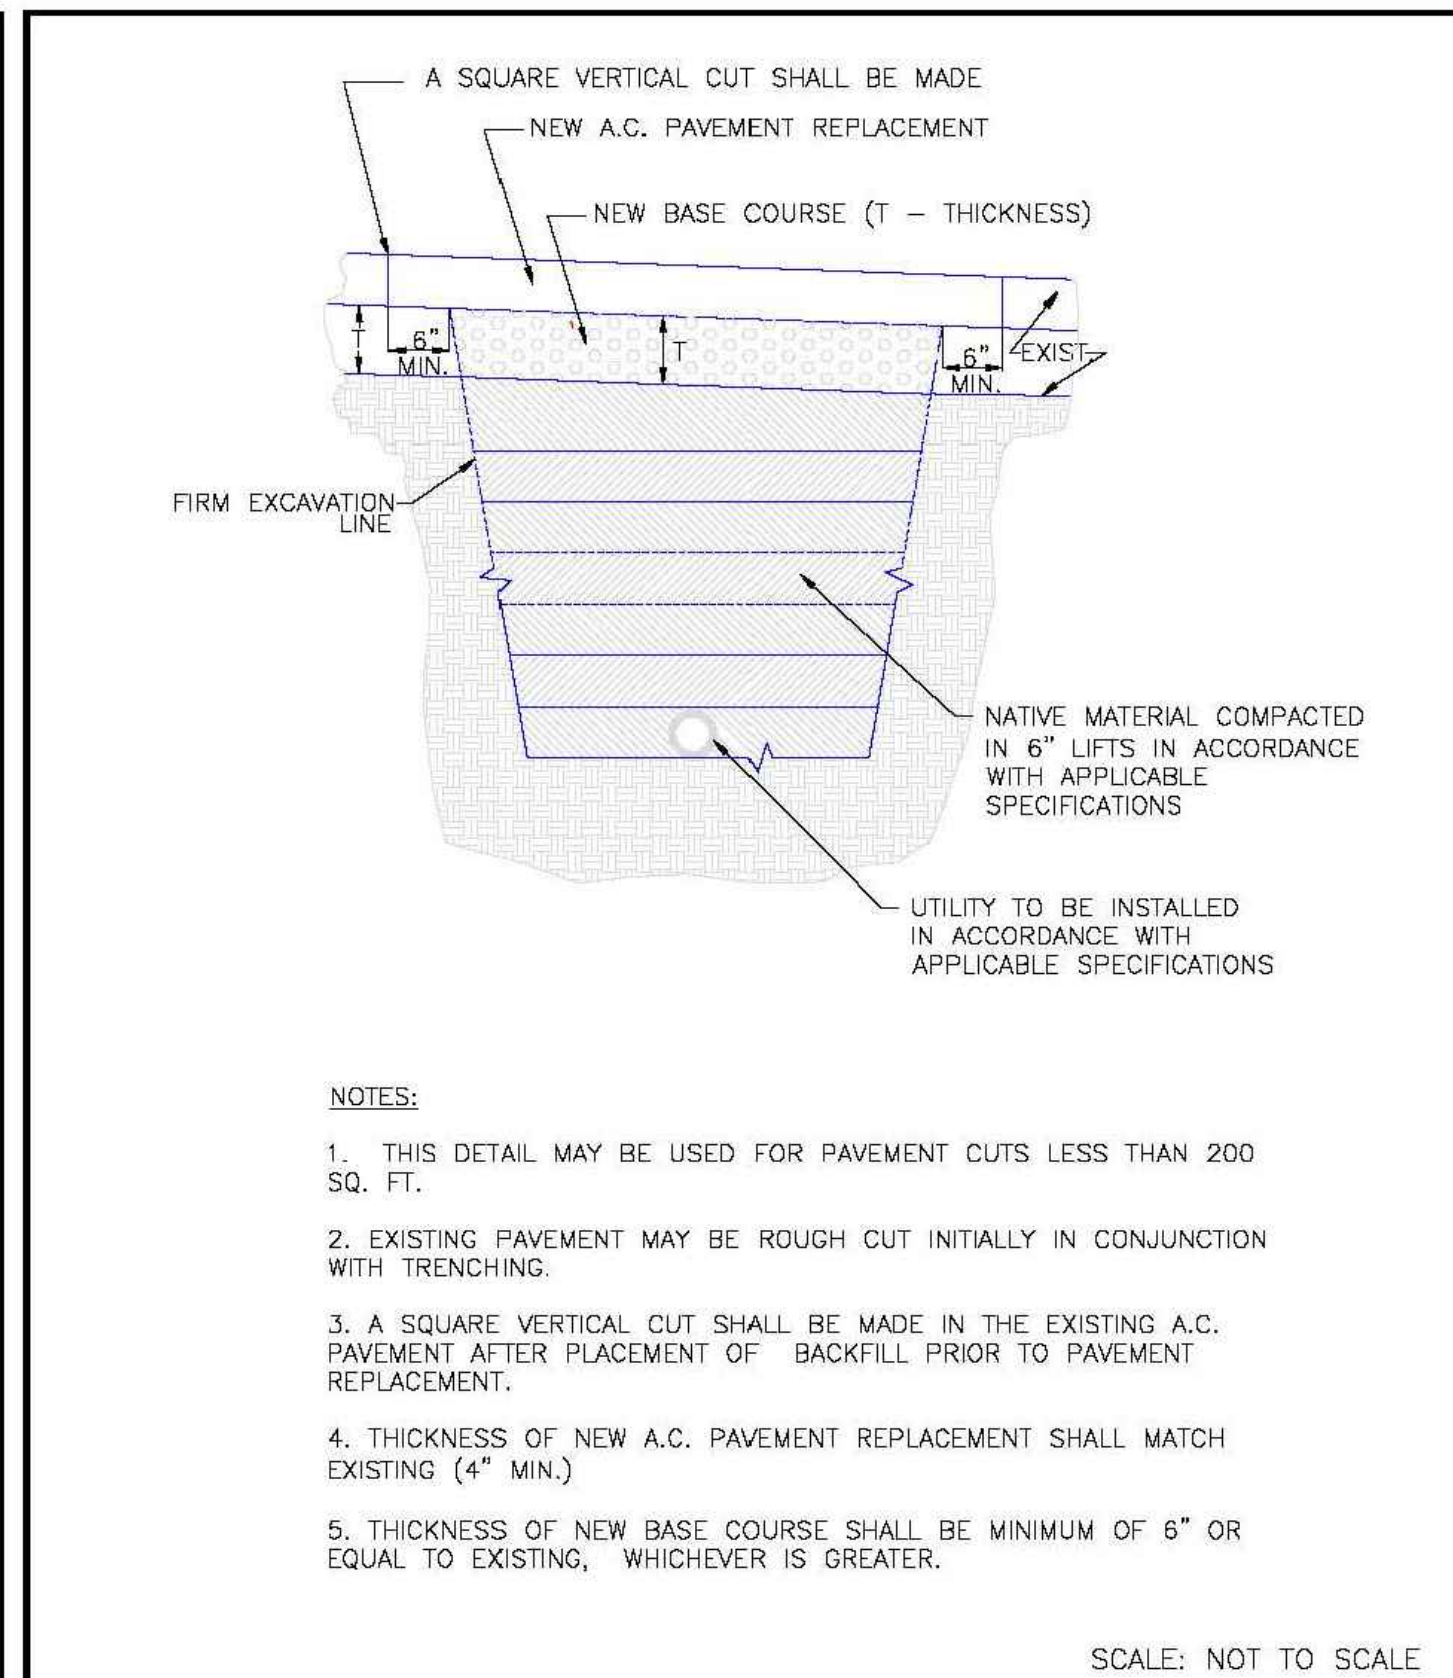 A SQUARE VERTICAL CUT SHALL BE MADE
NEW A.C. PAVEMENT REPLACEMENT
NEW BASE COURSE (T – THICKNESS)
T
6"
MIN.
T
6"
MIN.
EXIST
FIRM EXCAVATION
LINE
NATIVE MATERIAL COMPACTED
IN 6" LIFTS IN ACCORDANCE
WITH APPLICABLE
SPECIFICATIONS
UTILITY TO BE INSTALLED
IN ACCORDANCE WITH
APPLICABLE SPECIFICATIONS
NOTES:
1. THIS DETAIL MAY BE USED FOR PAVEMENT CUTS LESS THAN 200
SQ. FT.
2. EXISTING PAVEMENT MAY BE ROUGH CUT INITIALLY IN CONJUNCTION
WITH TRENCHING.
3. A SQUARE VERTICAL CUT SHALL BE MADE IN THE EXISTING A.C.
PAVEMENT AFTER PLACEMENT OF BACKFILL PRIOR TO PAVEMENT
REPLACEMENT.
4. THICKNESS OF NEW A.C. PAVEMENT REPLACEMENT SHALL MATCH
EXISTING (4" MIN.)
5. THICKNESS OF NEW BASE COURSE SHALL BE MINIMUM OF 6" OR
EQUAL TO EXISTING, WHICHEVER IS GREATER.
SCALE: NOT TO SCALE